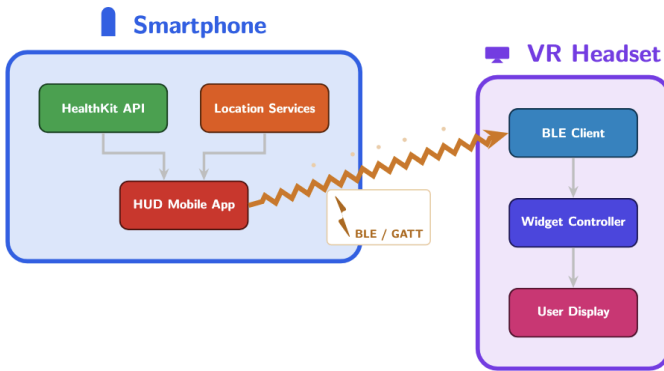 Smartphone
VR Headset
HealthKit API
Location Services
BLE Client
HUD Mobile App
Widget Controller
BLE / GATT
User Display